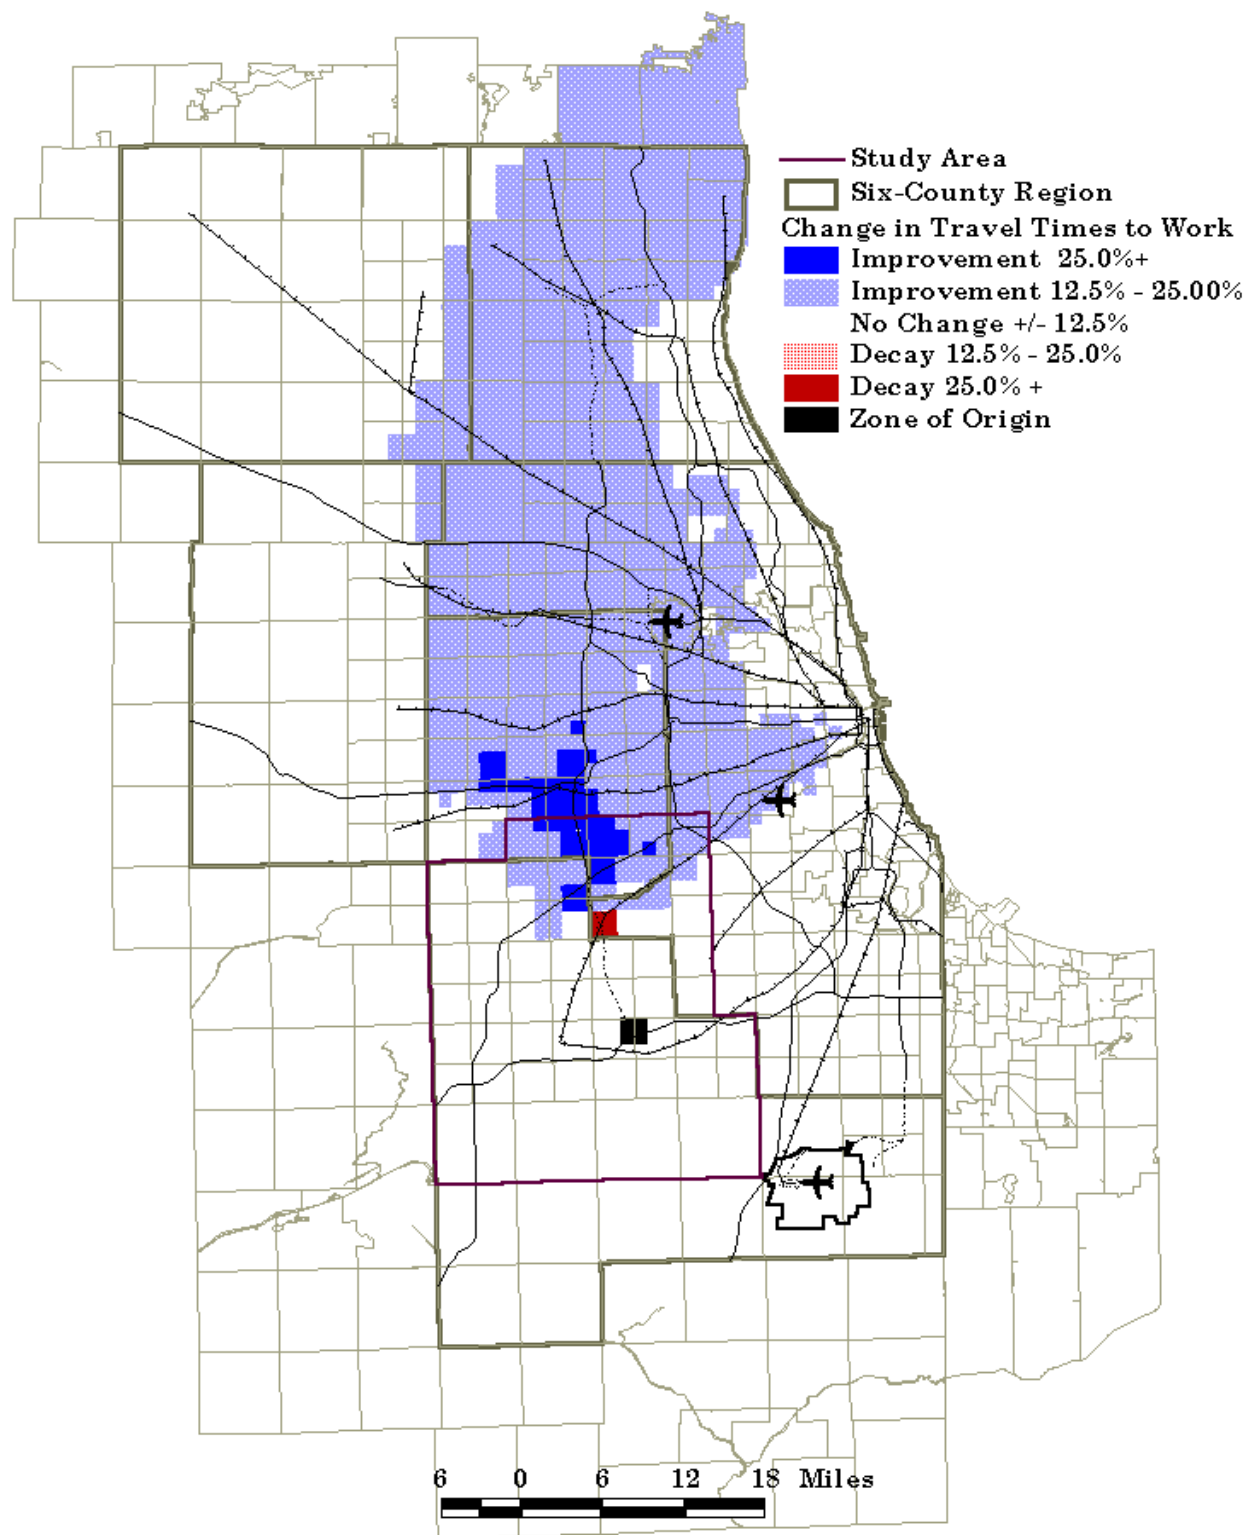 Study Area
Six-County Region
Change in Travel Times to Work
Improvement 25.0%+
Improvement 12.5% - 25.00%
No Change +/- 12.5%
Decay 12.5% - 25.0%
Decay 25.0% +
Zone of Origin
6 0 6 12 18 Miles